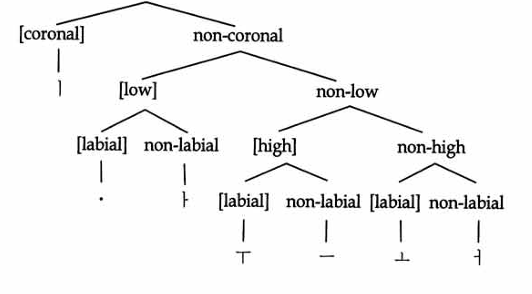 [coronal] non-coronal
ㅣ [low] non-low
[labial] non-labial [high] non-high
ㆍ ㅏ [labial] non-labial [labial] non-labial
ㅜ ㅡ ㅗ ㅓ